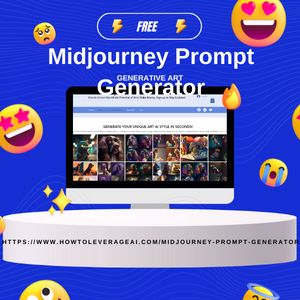 FREE
Midjourney Prompt
GENERATIVE ART
Generator
GENERATE YOUR UNIQUE ART or STYLE IN SECONDS!
HTTPS://WWW.HOWTOLEVERAGEAI.COM/MIDJOURNEY-PROMPT-GENERATOR